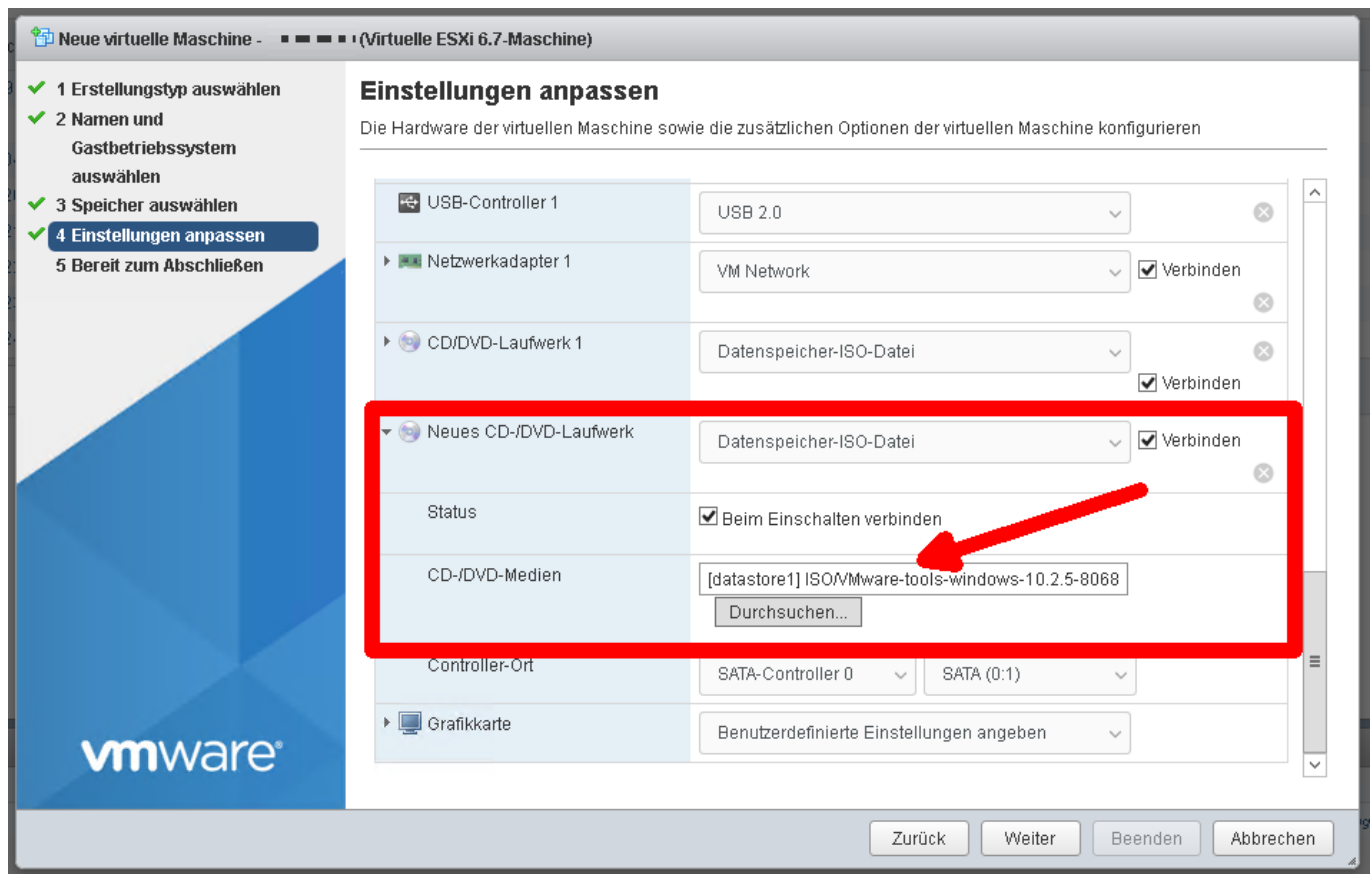 Neue virtuelle Maschine - (Virtuelle ESXi 6.7-Maschine)
1 Erstellungstyp auswählen
2 Namen und
Gastbetriebssystem
auswählen
3 Speicher auswählen
4 Einstellungen anpassen
5 Bereit zum Abschließen
vmware®
Einstellungen anpassen
Die Hardware der virtuellen Maschine sowie die zusätzlichen Optionen der virtuellen Maschine konfigurieren
USB-Controller 1 USB 2.0
Netzwerkadapter 1 VM Network Verbinden
CD/DVD-Laufwerk 1 Datenspeicher-ISO-Datei
Verbinden
Neues CD-/DVD-Laufwerk Datenspeicher-ISO-Datei Verbinden
Status Beim Einschalten verbinden
CD-/DVD-Medien [datastore1] ISO/VMware-tools-windows-10.2.5-8068
Durchsuchen...
Controller-Ort SATA-Controller 0 SATA (0:1)
Grafikkarte Benutzerdefinierte Einstellungen angeben
Zurück Weiter Beenden Abbrechen